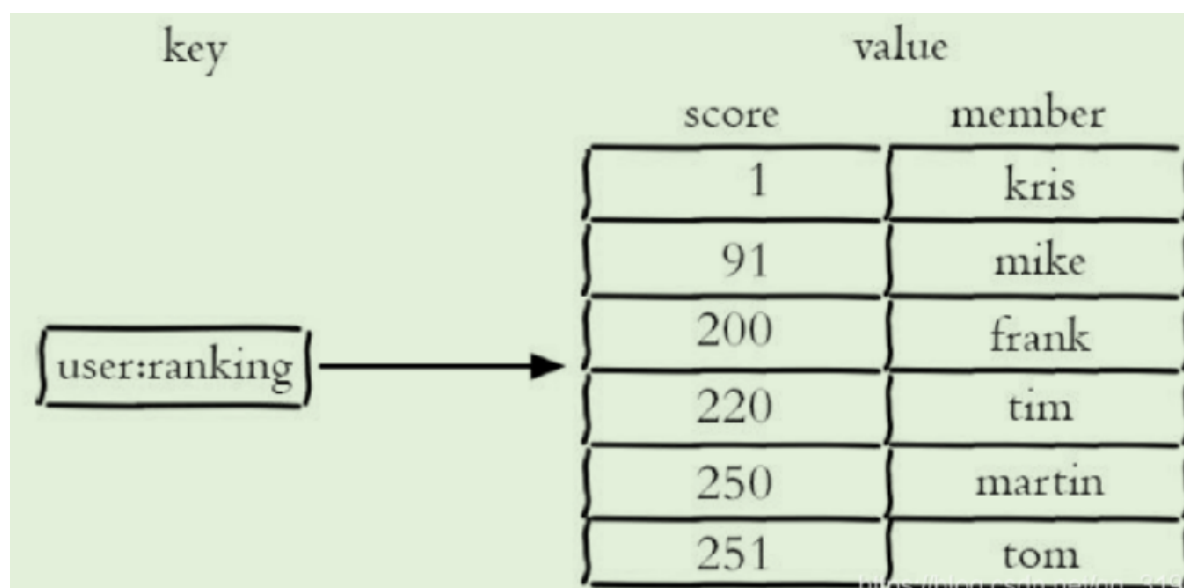 key value
score member
1 kris
91 mike
200 frank
user:ranking
220 tim
250 martin
251 tom